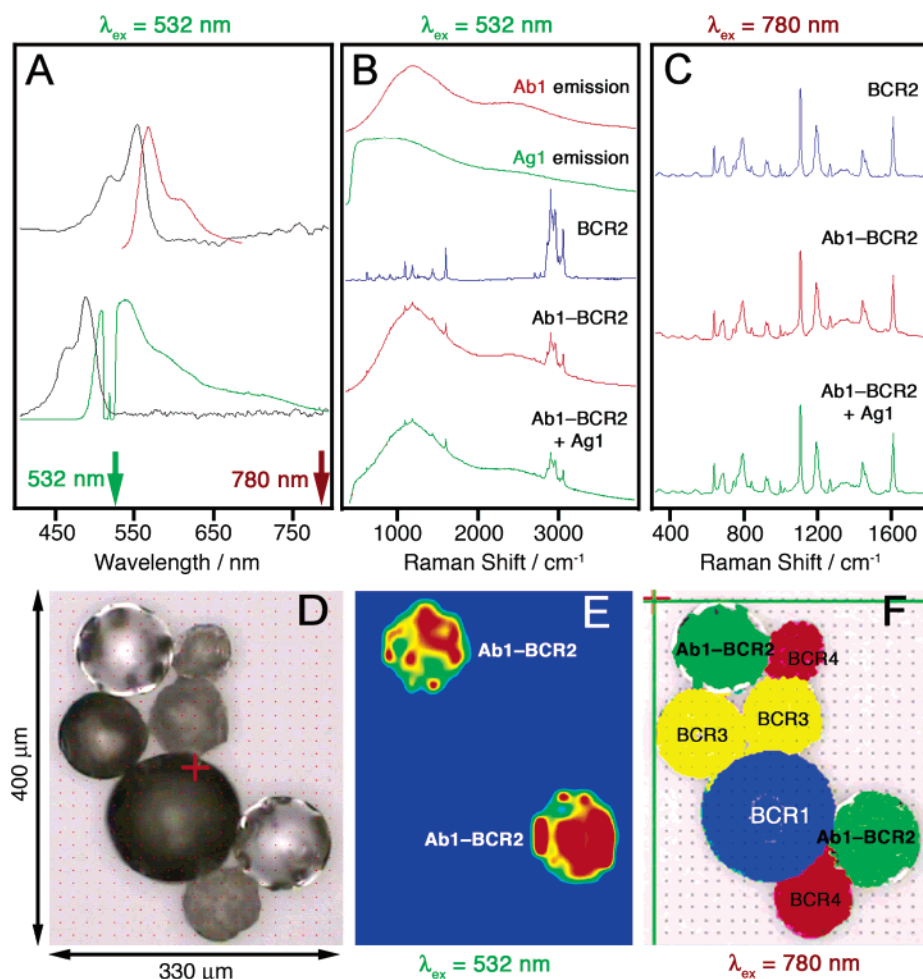 λex = 532 nm
λex = 532 nm
λex = 780 nm
A
532 nm
780 nm
450
550
650
750
Wavelength / nm
B
Ab1 emission
Ag1 emission
BCR2
Ab1–BCR2
Ab1–BCR2
+ Ag1
1000
2000
3000
Raman Shift / cm-1
C
BCR2
Ab1–BCR2
Ab1–BCR2
+ Ag1
400
800
1200
1600
Raman Shift / cm-1
D
400 μm
330 μm
E
Ab1–BCR2
Ab1–BCR2
λex = 532 nm
F
Ab1–BCR2
BCR4
BCR3
BCR3
BCR1
Ab1–BCR2
BCR4
λex = 780 nm